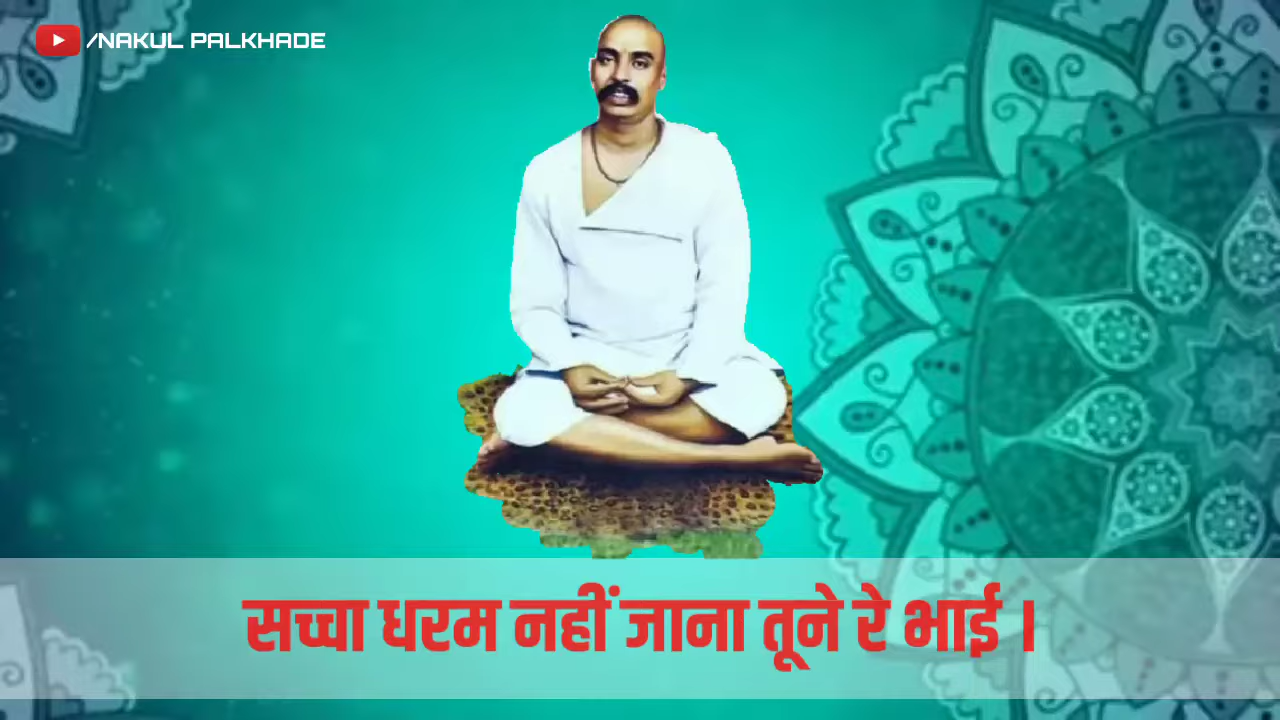 /NAKUL PALKHADE
सच्चा धरम नहीं जाना तूने रे भाई ।